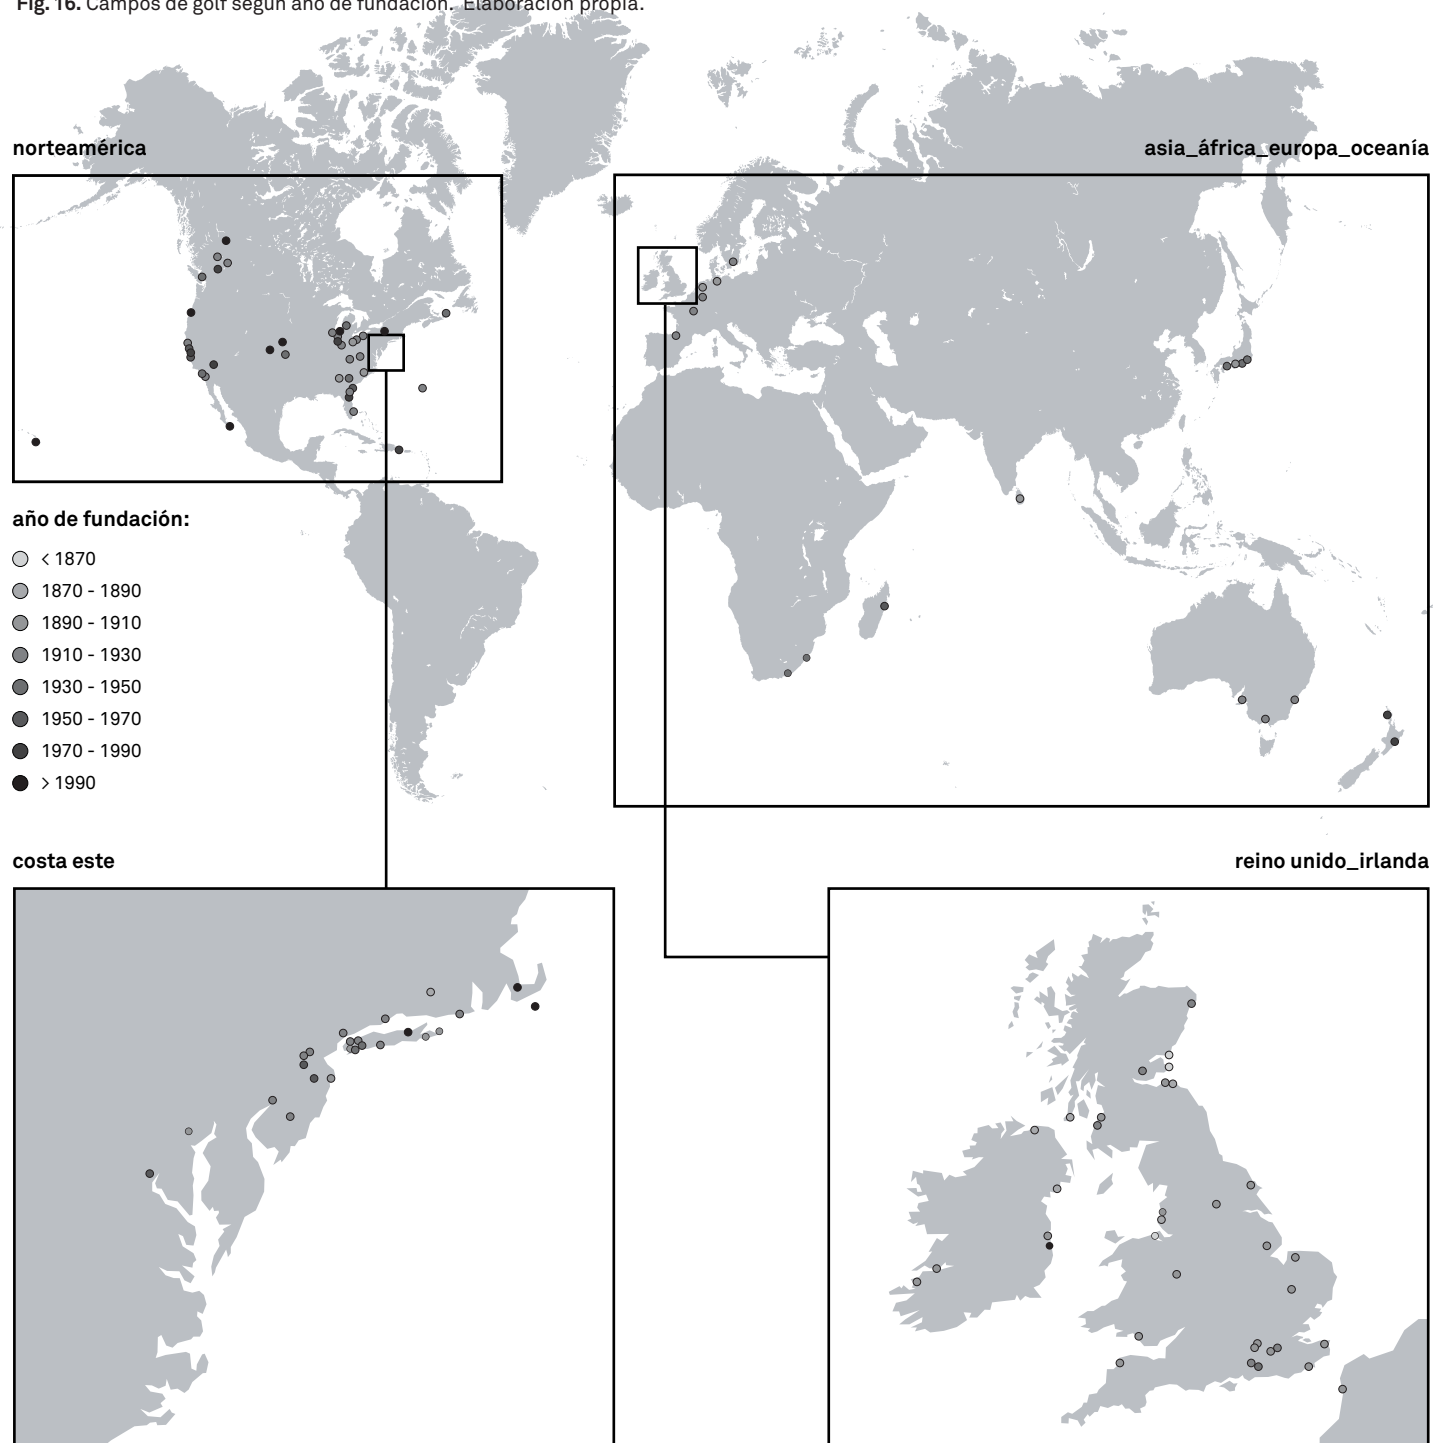 Fig. 16. Campos de golf según año de fundación. Elaboración propia.
norteamérica
asia_áfrica_europa_oceanía
año de fundación:
< 1870
1870 - 1890
1890 - 1910
1910 - 1930
1930 - 1950
1950 - 1970
1970 - 1990
> 1990
costa este
reino unido_irlanda